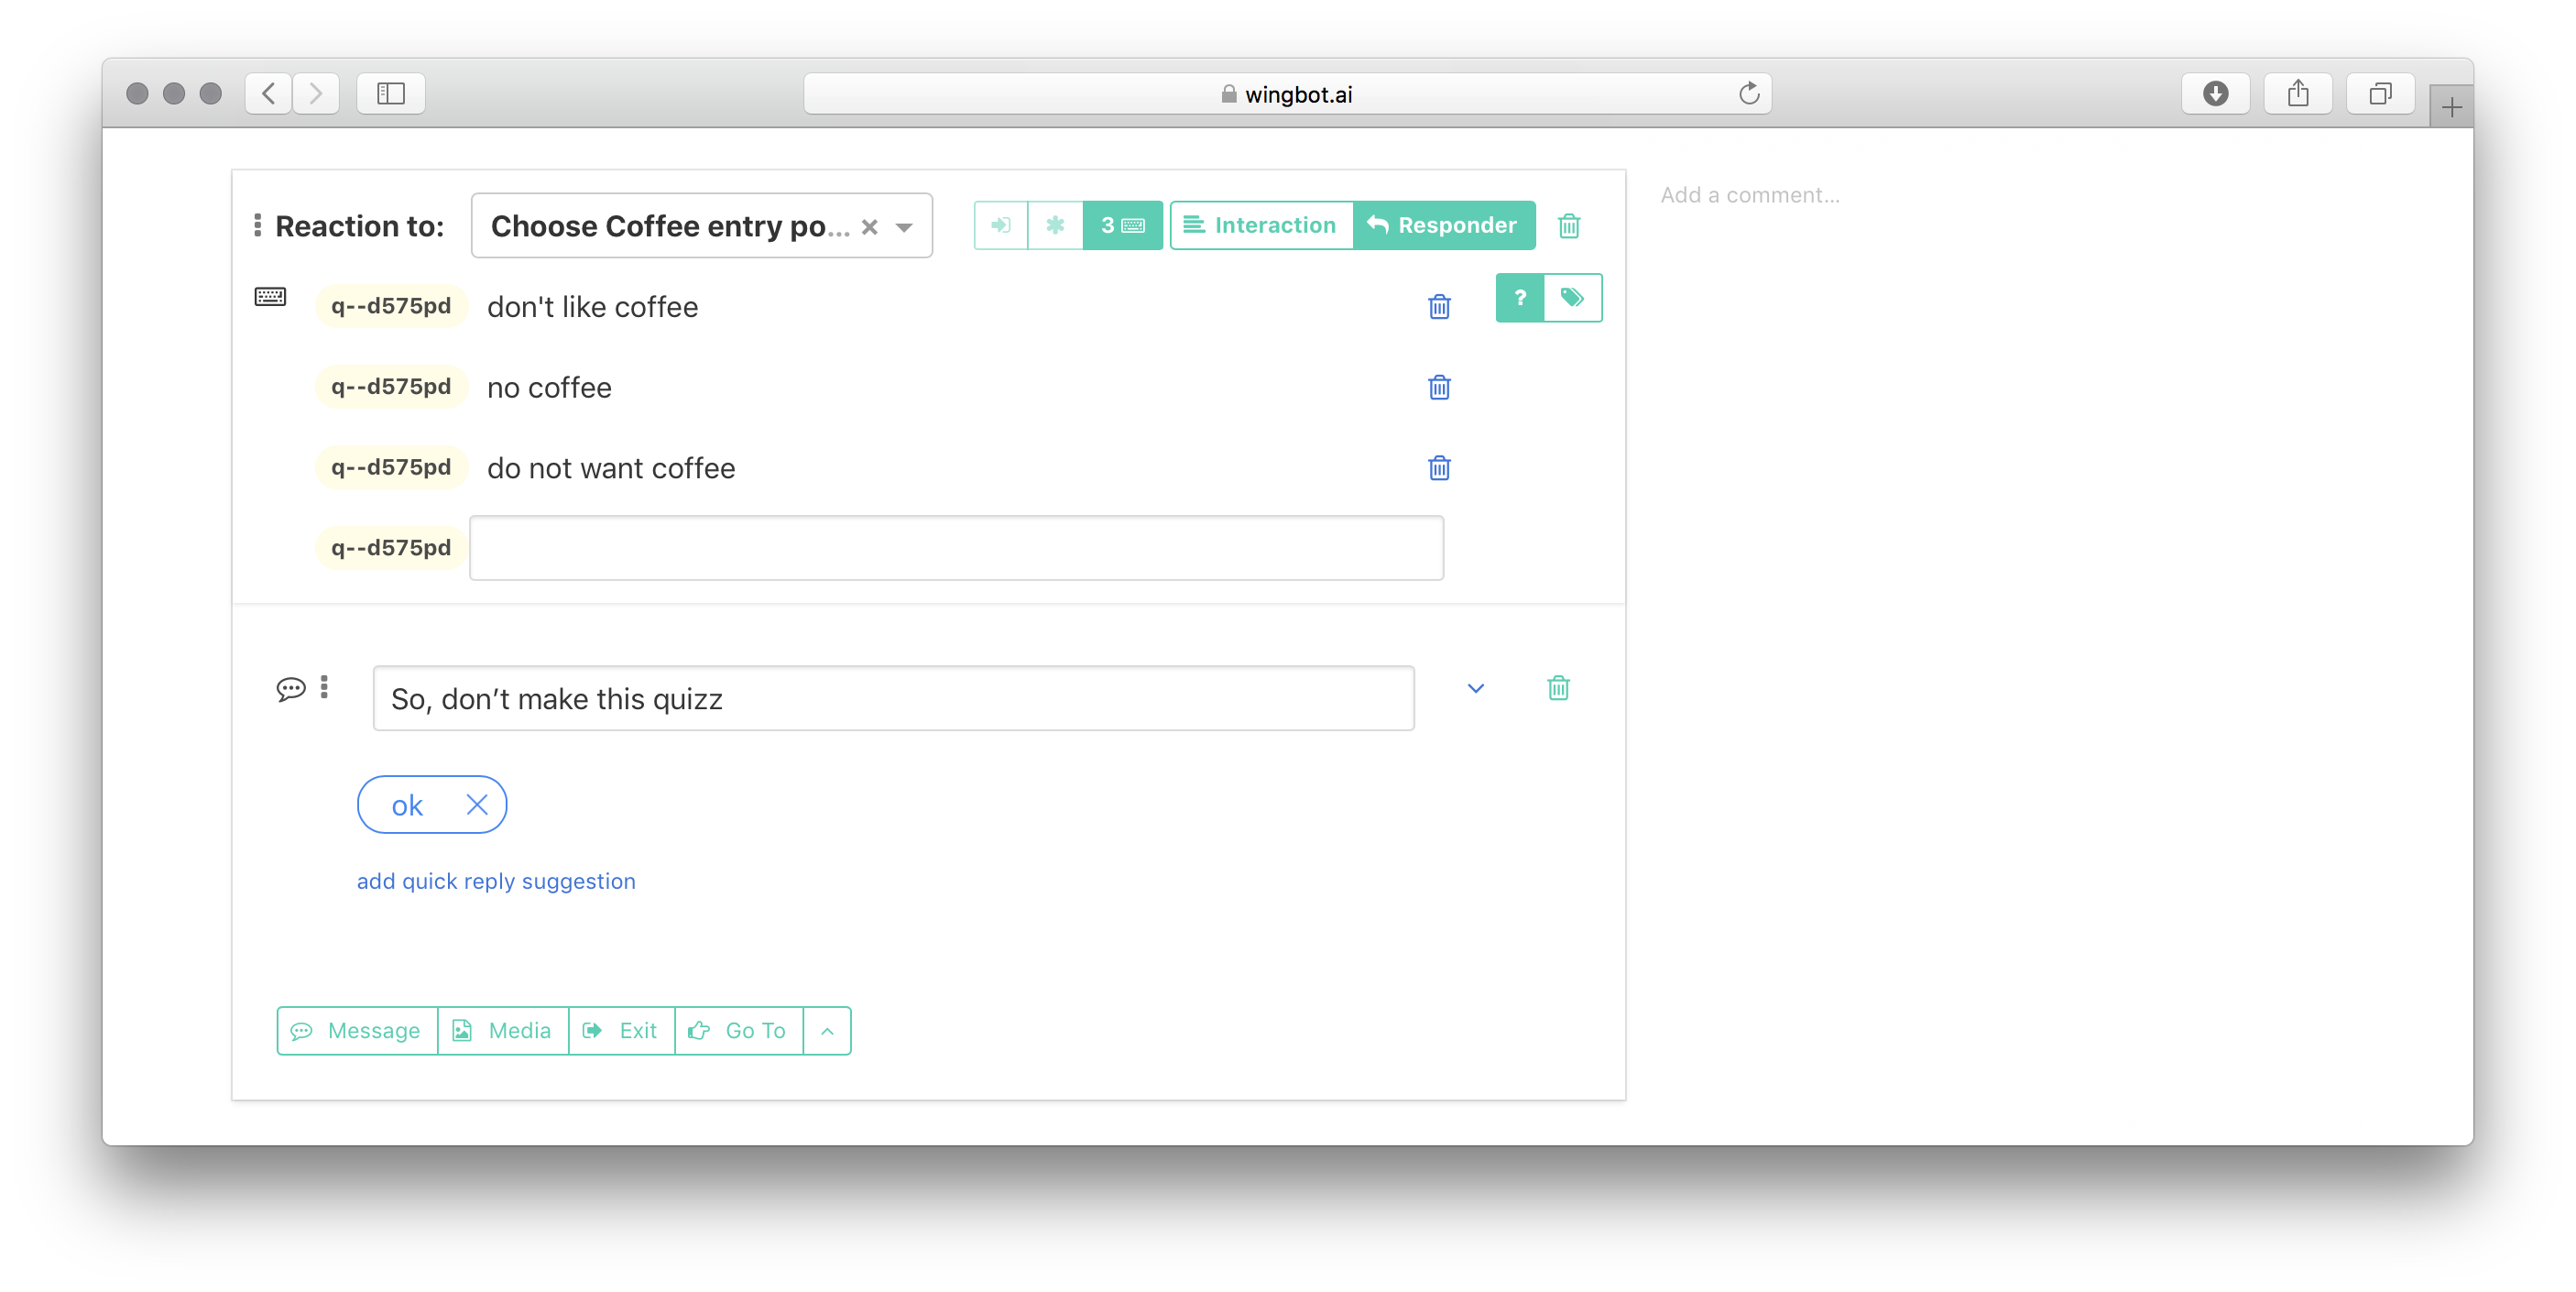 wingbot.ai
Reaction to: Choose Coffee entry po... 3 Interaction Responder
Add a comment...
q--d575pd don't like coffee ?
q--d575pd no coffee
q--d575pd do not want coffee
q--d575pd
So, don’t make this quizz
ok
add quick reply suggestion
Message Media Exit Go To